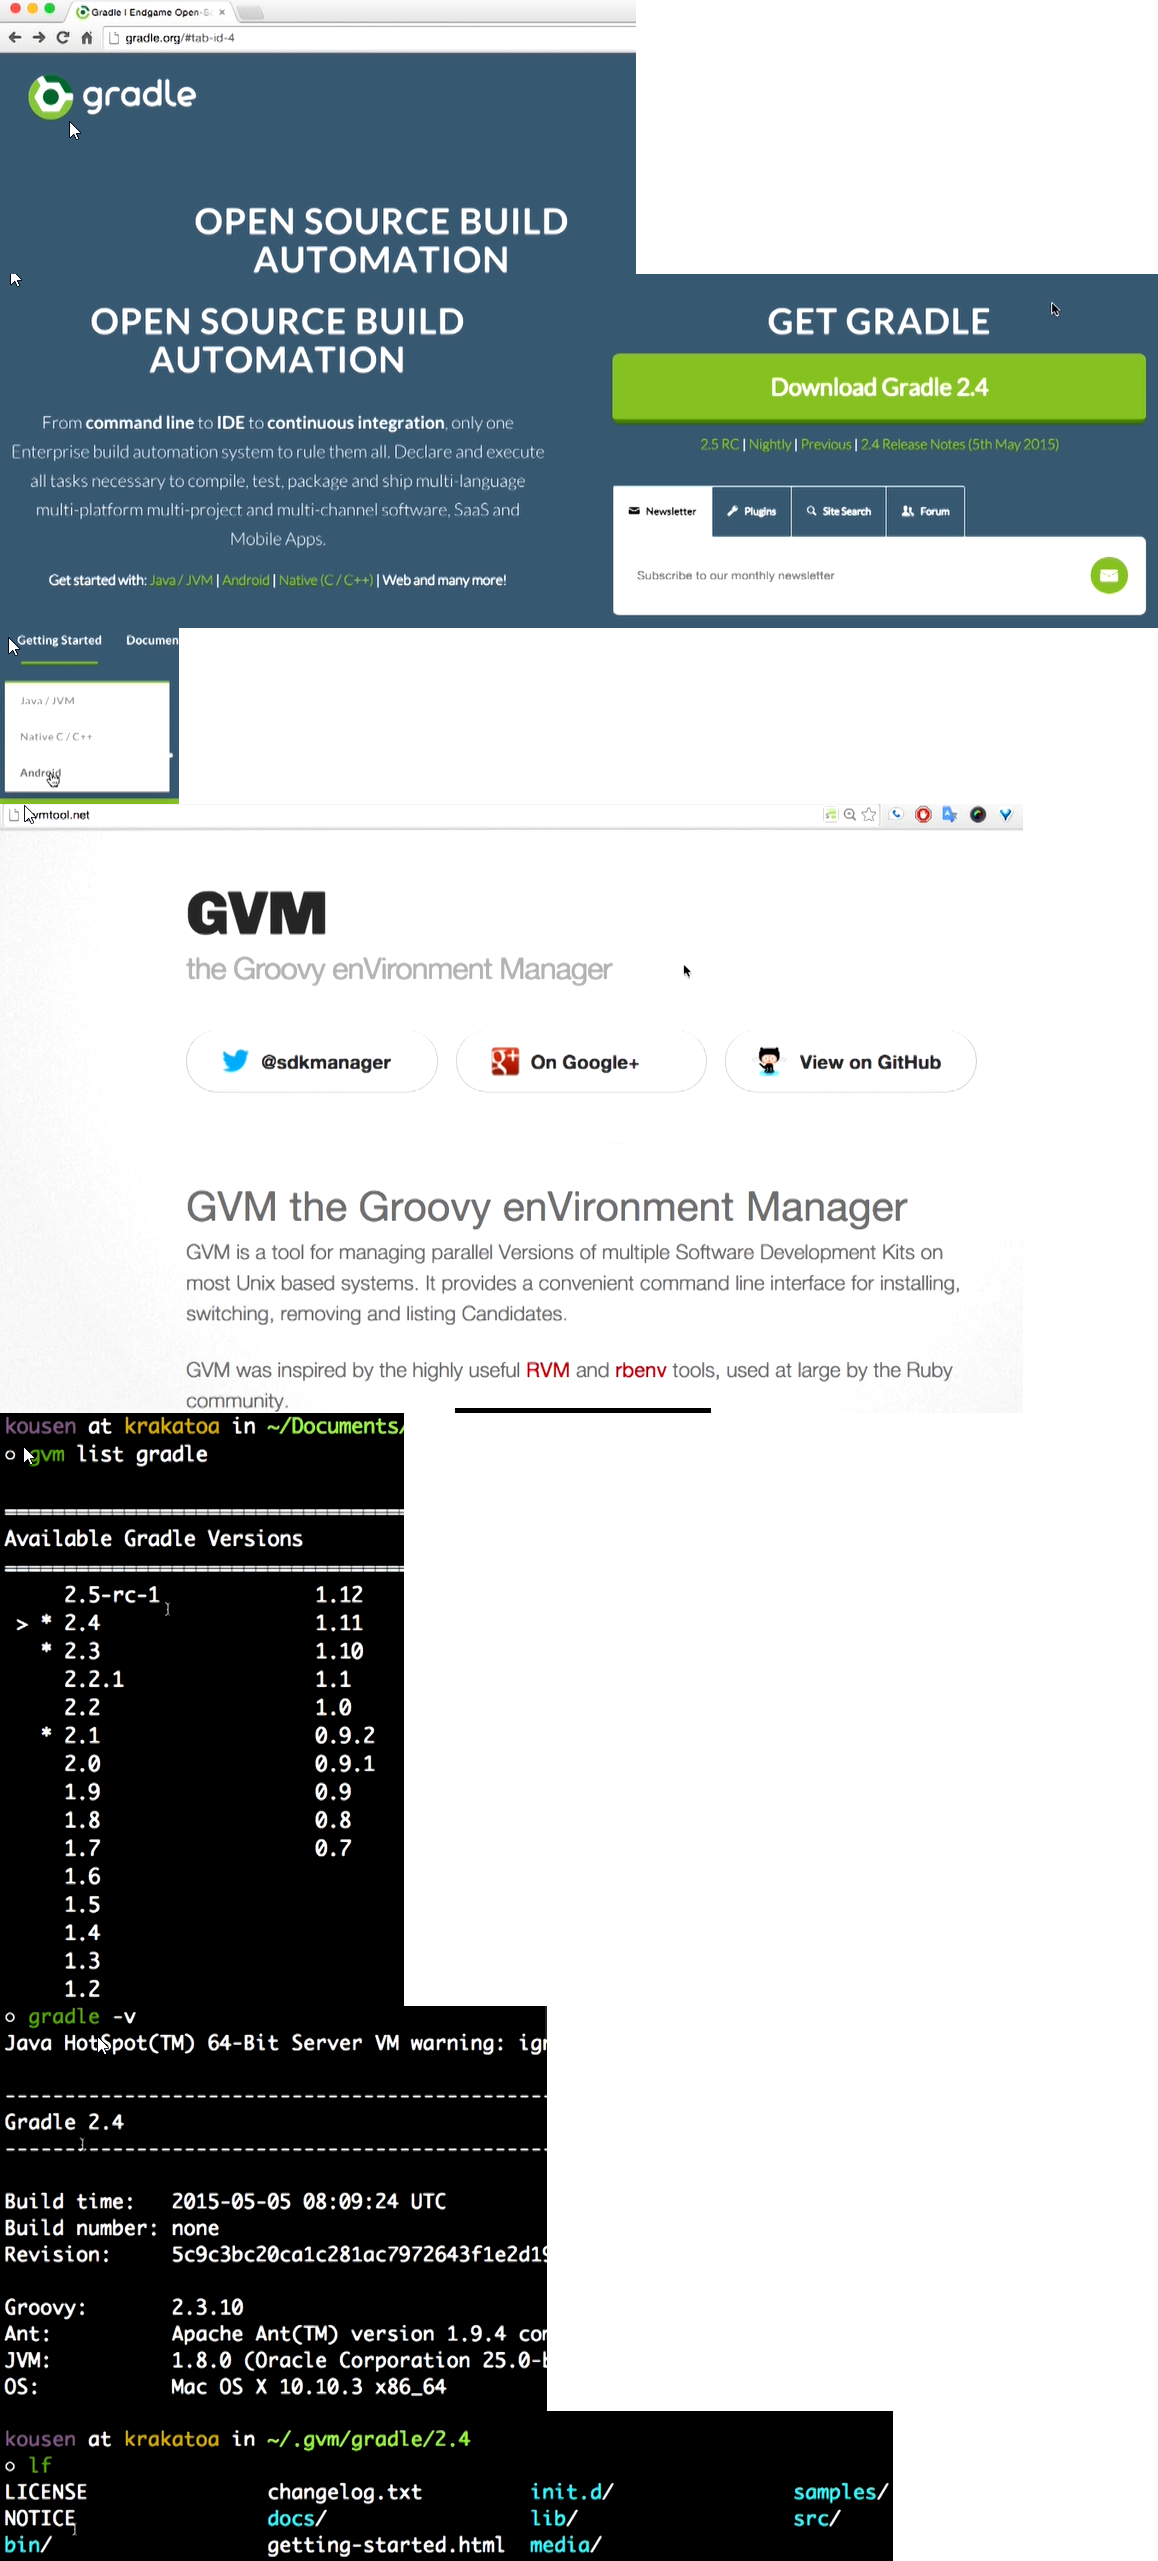 Gradle | Endgame Open-S
gradle.org/#tab-id-4
gradle
OPEN SOURCE BUILD
AUTOMATION
OPEN SOURCE BUILD
AUTOMATION
From command line to IDE to continuous integration, only one
Enterprise build automation system to rule them all. Declare and execute
all tasks necessary to compile, test, package and ship multi-language
multi-platform multi-project and multi-channel software, SaaS and
Mobile Apps.
Get started with: Java / JVM | Android | Native (C / C++) | Web and many more!
GET GRADLE
Download Gradle 2.4
2.5 RC | Nightly | Previous | 2.4 Release Notes (5th May 2015)
Newsletter Plugins Site Search Forum
Subscribe to our monthly newsletter
Getting Started Documen
Java / JVM
Native C / C++
Android
vmtool.net
GVM
the Groovy enVironment Manager
@sdkmanager On Google+ View on GitHub
GVM the Groovy enVironment Manager
GVM is a tool for managing parallel Versions of multiple Software Development Kits on
most Unix based systems. It provides a convenient command line interface for installing,
switching, removing and listing Candidates.
GVM was inspired by the highly useful RVM and rbenv tools, used at large by the Ruby
community.
kousen at krakatoa in ~/Documents/
gvm list gradle
================================
Available Gradle Versions
================================
2.5-rc-1 1.12
> * 2.4 1.11
* 2.3 1.10
2.2.1 1.1
2.2 1.0
* 2.1 0.9.2
2.0 0.9.1
1.9 0.9
1.8 0.8
1.7 0.7
1.6
1.5
1.4
1.3
1.2
gradle -v
Java HotSpot(TM) 64-Bit Server VM warning: ign
----------------------------------------------
Gradle 2.4
----------------------------------------------
Build time: 2015-05-05 08:09:24 UTC
Build number: none
Revision: 5c9c3bc20ca1c281ac7972643f1e2d19
Groovy: 2.3.10
Ant: Apache Ant(TM) version 1.9.4 com
JVM: 1.8.0 (Oracle Corporation 25.0-b
OS: Mac OS X 10.10.3 x86_64
kousen at krakatoa in ~/.gvm/gradle/2.4
lf
LICENSE changelog.txt init.d/ samples/
NOTICE docs/ lib/ src/
bin/ getting-started.html media/